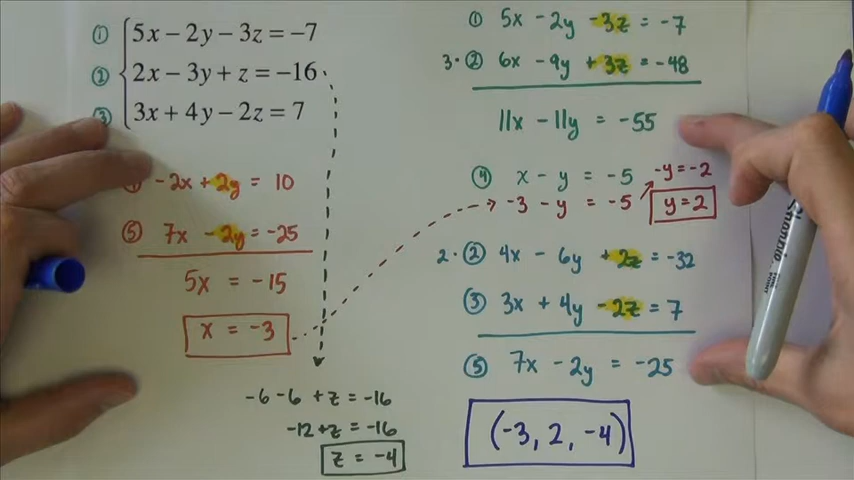 ① 5x − 2y − 3z = −7
② 2x − 3y + z = −16
③ 3x + 4y − 2z = 7
-2x + 2y = 10
⑤ 7x - 2y = -25
5x = -15
x = -3
-6 -6 + z = -16
-12 + z = -16
z = -4
① 5x - 2y - 3z = -7
3·② 6x - 9y + 3z = -48
11x - 11y = -55
④ x - y = -5
-y = -2
-3 - y = -5
y = 2
2·② 4x - 6y + 2z = -32
③ 3x + 4y - 2z = 7
⑤ 7x - 2y = -25
(-3, 2, -4)
Sharpie